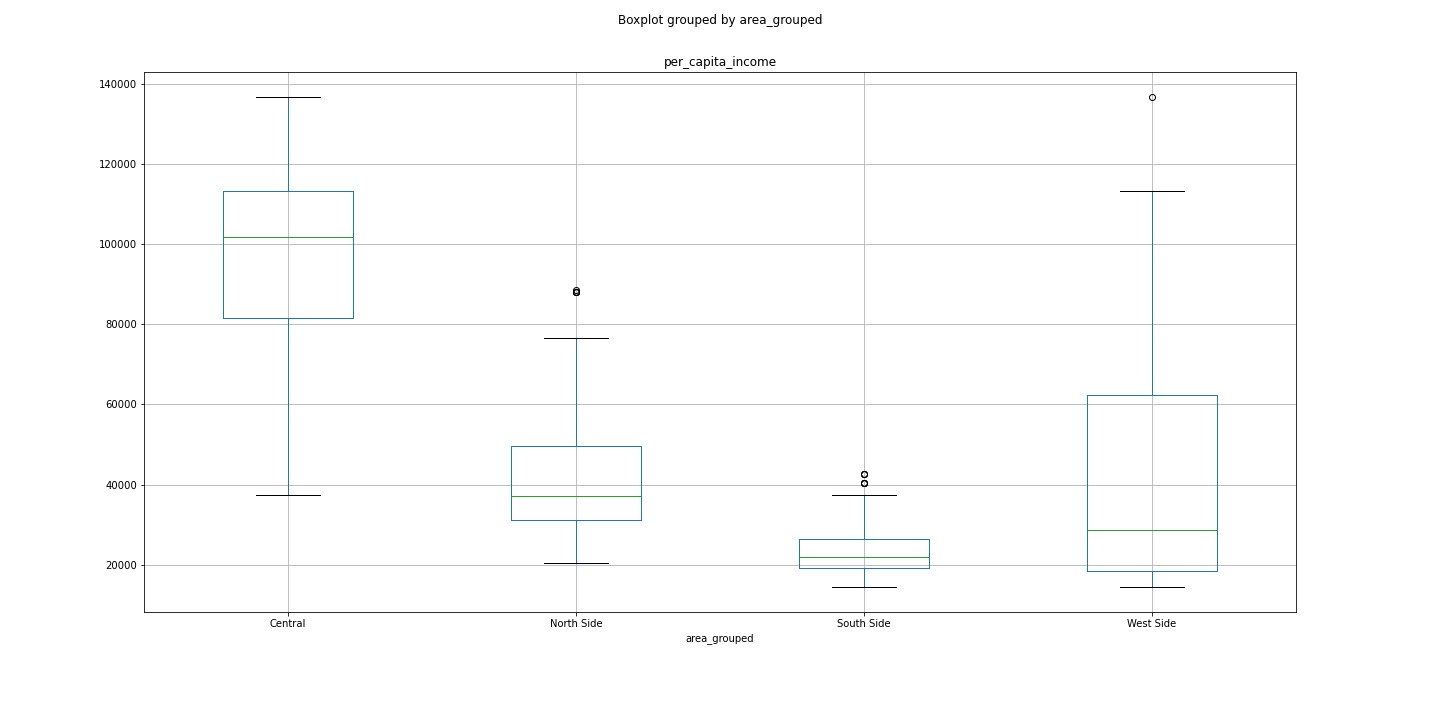 Boxplot grouped by area_grouped
per_capita_income
140000
120000
100000
80000
60000
40000
20000
Central North Side South Side West Side
area_grouped